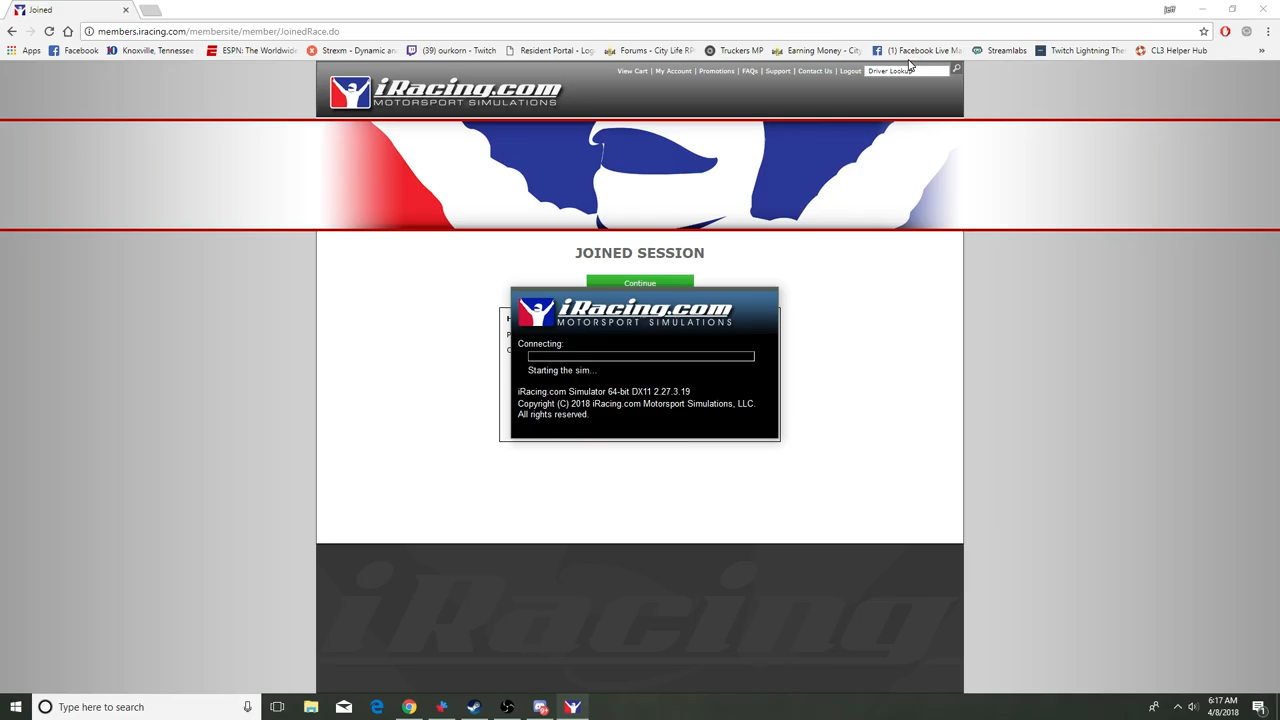 Joined
Jeff
members.iracing.com/membersite/member/JoinedRace.do
Apps Facebook Knoxville, Tennessee ESPN: The Worldwide Strexm - Dynamic an (39) Surkorn - Twitch Resident Portal - Log Forums - City Life RP Truckers MP Earning Money - City (1) Facebook Live Ma Streamlabs Twitch Lightning The CL3 Helper Hub »
View Cart | My Account | Promotions | FAQs | Support | Contact Us | Logout Driver Lookup
iRacing.com
MOTORSPORT SIMULATIONS
JOINED SESSION
Continue
iRacing.com
MOTORSPORT SIMULATIONS
Connecting:
Starting the sim...
iRacing.com Simulator 64-bit DX11 2.27.3.19
Copyright (C) 2018 iRacing.com Motorsport Simulations, LLC.
All rights reserved.
iRacing
Type here to search
6:17 AM
4/8/2018